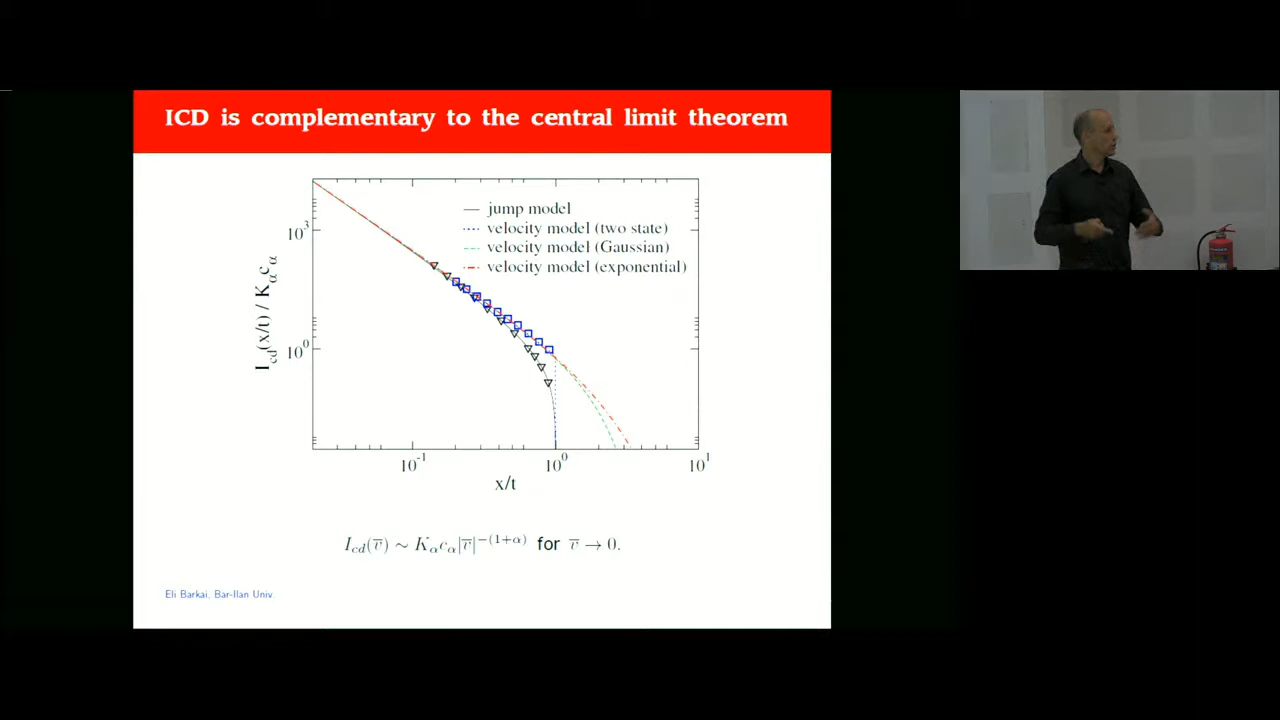 ICD is complementary to the central limit theorem
jump model
velocity model (two state)
velocity model (Gaussian)
velocity model (exponential)
10³
10⁰
I_cd(x/t) / K_α c_α
10⁻¹
10⁰
10¹
x/t
I_cd(v̅) ∼ K_α c_α |v̅|^−(1+α) for v̅ → 0.
Eli Barkai, Bar-Ilan Univ.